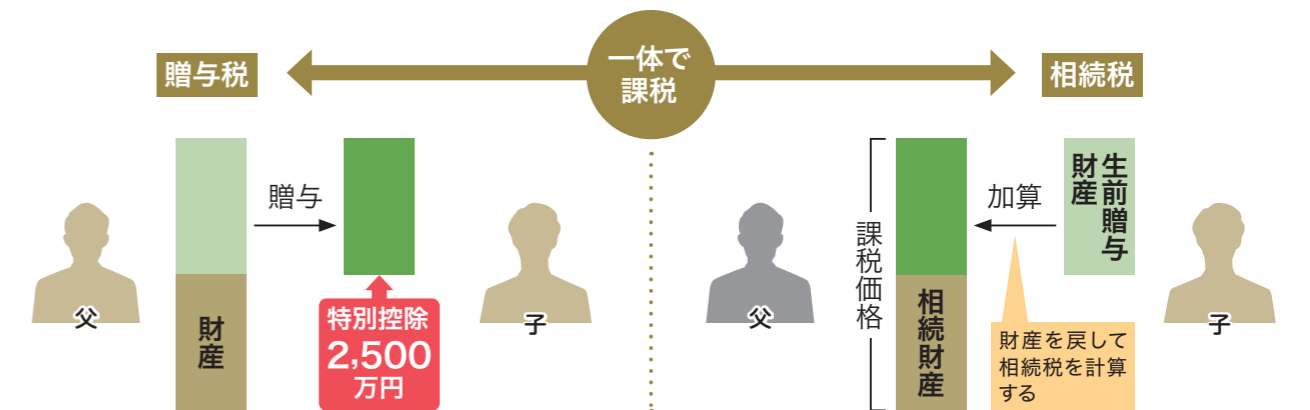 贈与税
一体で
課税
相続税
父
財産
贈与
特別控除
2,500
万円
子
父
課税価格
相続財産
加算
生前贈与
財産
財産を戻して
相続税を計算
する
子